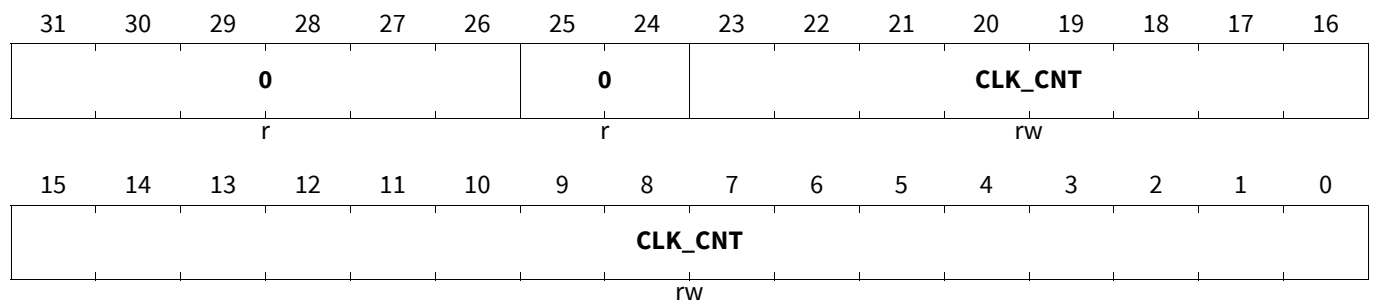 31 30 29 28 27 26 25 24 23 22 21 20 19 18 17 16
0 0 CLK_CNT
r r rw
15 14 13 12 11 10 9 8 7 6 5 4 3 2 1 0
CLK_CNT
rw